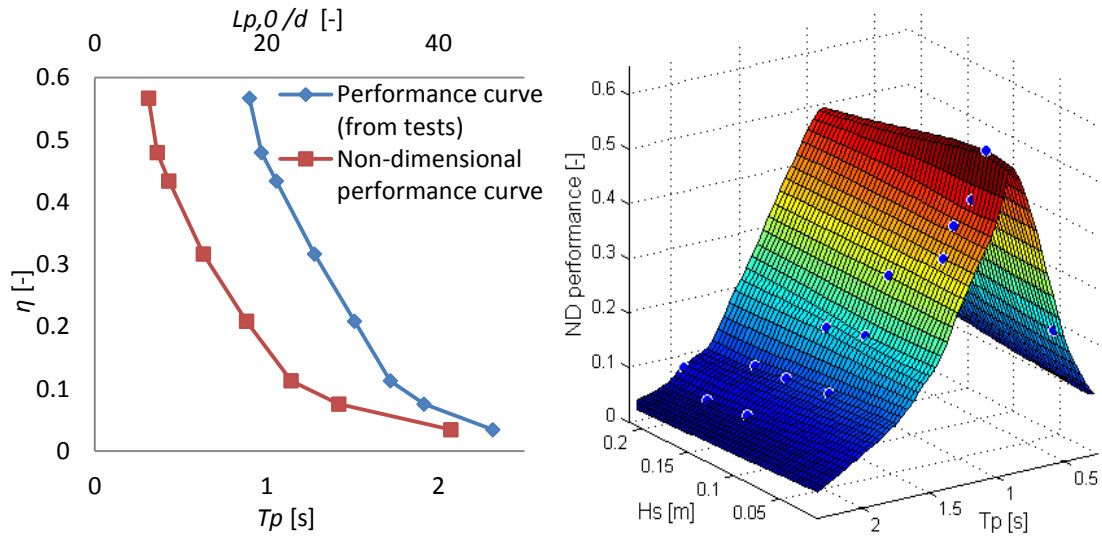 Lp,0 /d [-]
0 20 40
0.6
0.5
0.4
0.3
0.2
0.1
0
η [-]
Performance curve
(from tests)
Non-dimensional
performance curve
0 1 2
Tp [s]
0.6
0.5
0.4
0.3
0.2
0.1
0
ND performance [-]
0.2
0.15
0.1
0.05
Hs [m]
2
1.5
1
0.5
Tp [s]